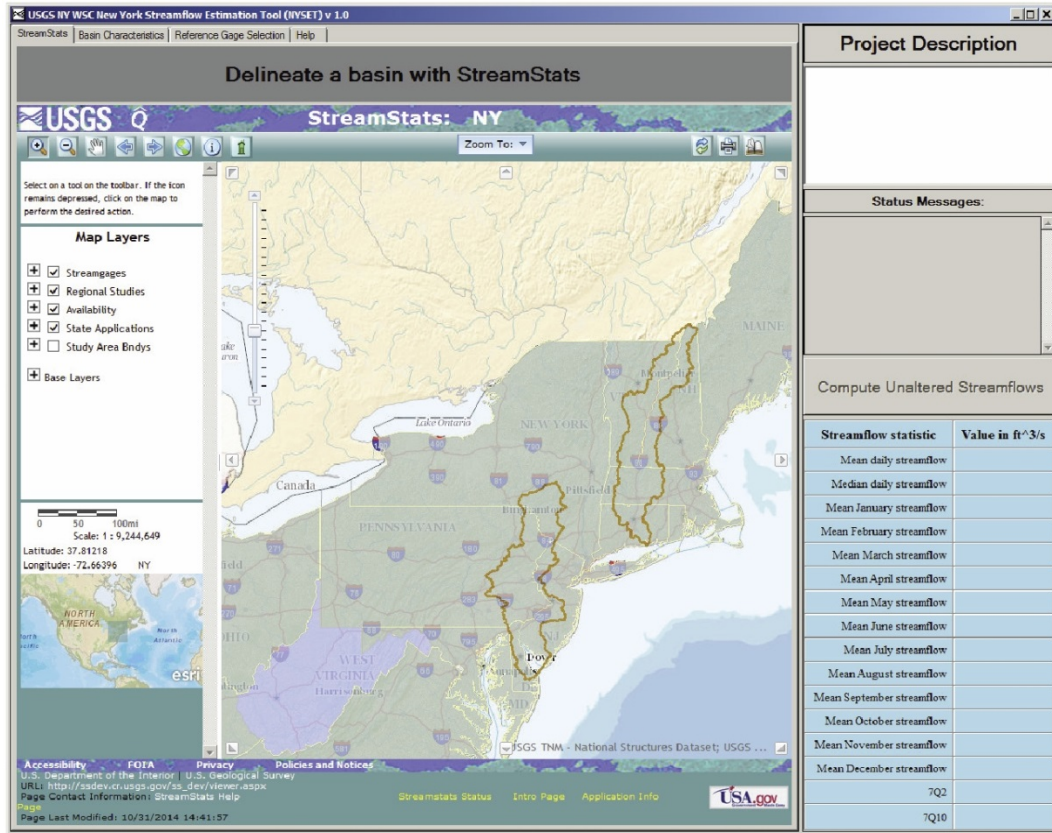 USGS NY WSC New York Streamflow Estimation Tool (NYSET) v 1.0
StreamStats
Basin Characteristics
Reference Gage Selection
Help
Delineate a basin with StreamStats
USGS
StreamStats: NY
Zoom To:
Select on a tool on the toolbar. If the icon
remains depressed, click on the map to
perform the desired action.
Map Layers
Streamgages
Regional Studies
Availability
State Applications
Study Area Bndys
Base Layers
0 50 100mi
Scale: 1 : 9,244,649
Latitude: 37.81218
Longitude: -72.66396 NY
NORTH
AMERICA
North
Atlantic
esri
MAINE
Montpelier
Lake Ontario
NEW YORK
Canada
Pittsfield
Binghamton
PENNSYLVANIA
OHIO
NJ
Dover
Annapolis
WEST
VIRGINIA
Harrisonburg
MD
USGS TNM - National Structures Dataset; USGS ...
Accessibility FOIA Privacy Policies and Notices
U.S. Department of the Interior | U.S. Geological Survey
URL: http://ssdev.cr.usgs.gov/ss_dev/viewer.aspx
Page Contact Information: StreamStats Help
Page
Page Last Modified: 10/31/2014 14:41:57
Streamstats Status Intro Page Application Info
USA.gov
Project Description
Status Messages:
Compute Unaltered Streamflows
Streamflow statistic Value in ft^3/s
Mean daily streamflow
Median daily streamflow
Mean January streamflow
Mean February streamflow
Mean March streamflow
Mean April streamflow
Mean May streamflow
Mean June streamflow
Mean July streamflow
Mean August streamflow
Mean September streamflow
Mean October streamflow
Mean November streamflow
Mean December streamflow
7Q2
7Q10